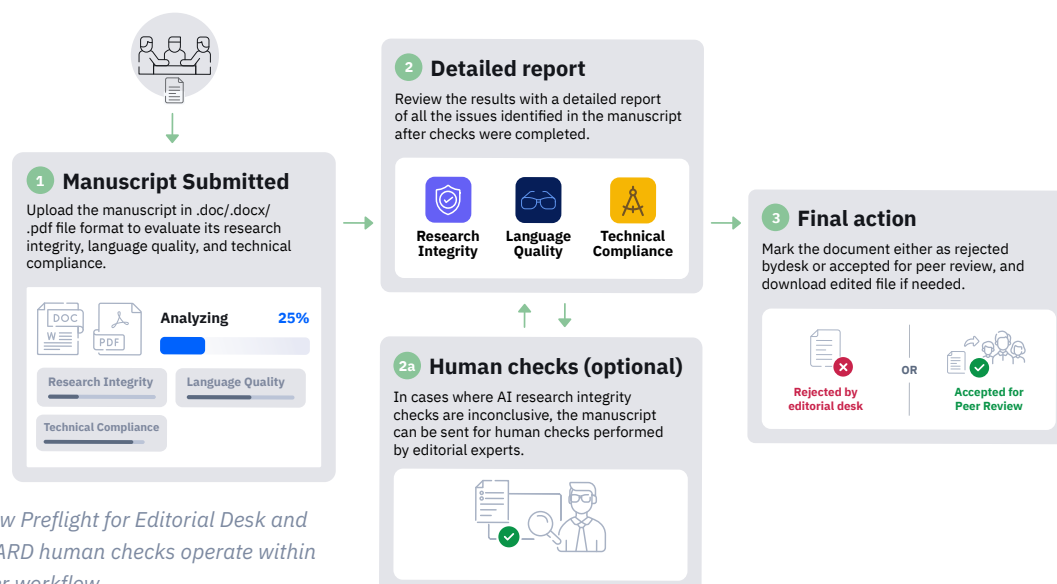 1 Manuscript Submitted
Upload the manuscript in .doc/.docx/
.pdf file format to evaluate its research
integrity, language quality, and technical
compliance.
DOC
W
PDF
Analyzing 25%
Research Integrity
Language Quality
Technical Compliance
2 Detailed report
Review the results with a detailed report
of all the issues identified in the manuscript
after checks were completed.
Research
Integrity
Language
Quality
Technical
Compliance
2a Human checks (optional)
In cases where AI research integrity
checks are inconclusive, the manuscript
can be sent for human checks performed
by editorial experts.
3 Final action
Mark the document either as rejected
bydesk or accepted for peer review, and
download edited file if needed.
Rejected by
editorial desk
OR
Accepted for
Peer Review
Preflight for Editorial Desk and
human checks operate within
workflow